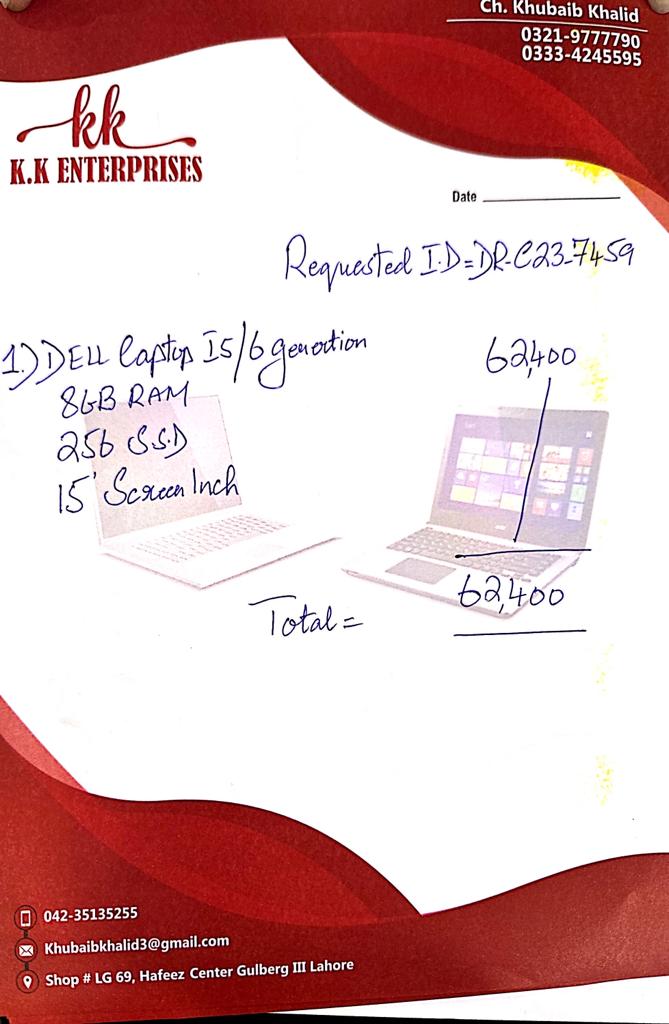 Ch. Khubaib Khalid
0321-9777790
0333-4245595
kk
K.K ENTERPRISES
Date
Requested I.D=DR-C23-7459
1.) DELL laptop I5/6 generation 62,400
8GB RAM
256 S.S.D
15" Screen Inch
Total = 62,400
042-35135255
Khubaibkhalid3@gmail.com
Shop # LG 69, Hafeez Center Gulberg III Lahore